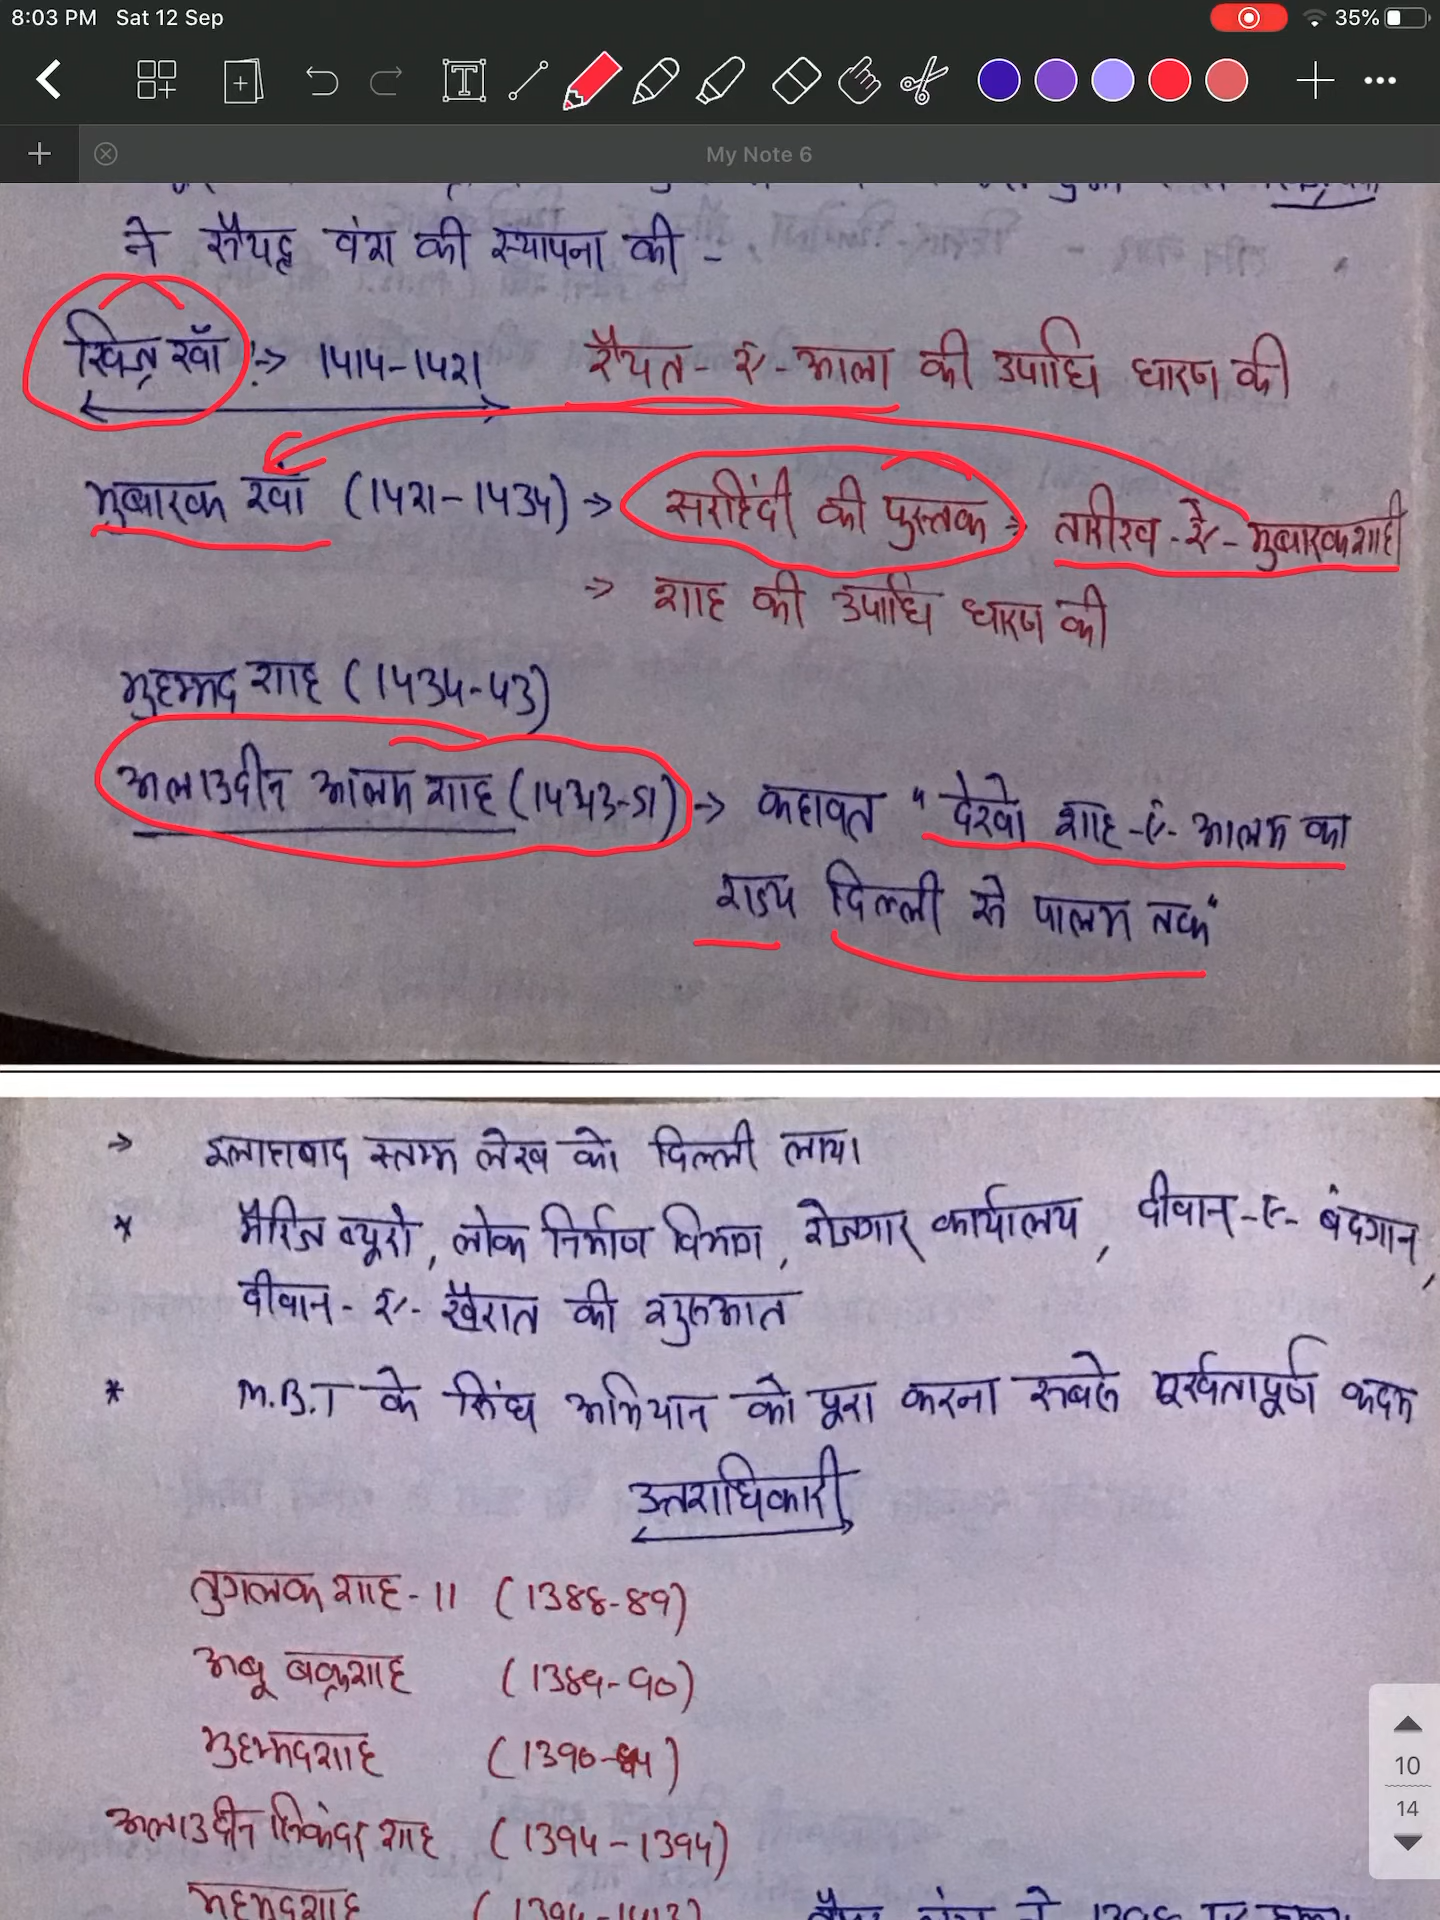 8:03 PM Sat 12 Sep 35%
My Note 6
ने सैयद वंश की स्थापना की -
खिज्र खाँ :→ 1414-1421 रैयत-ए-आला की उपाधि धारण की
मुबारक खाँ (1421-1434) → सरहिंदी की पुस्तक → तारीख-ए-मुबारकशाही
→ शाह की उपाधि धारण की
मुहम्मद शाह (1434-43)
अलाउद्दीन आलम शाह (1443-51) → कहावत "देखो शाह-ए-आलम का
राज्य दिल्ली से पालम तक"
→ इलाहाबाद स्तम्भ लेख को दिल्ली लाया
* मैरिज ब्यूरो, लोक निर्माण विभाग, रोजगार कार्यालय, दीवान-ए-बंदगान,
दीवान-ए-खैरात की शुरुआत
* M.B.T के सिंध अभियान को पूरा करना सबसे मूर्खतापूर्ण कदम
उत्तराधिकारी
तुगलक शाह-II (1388-89)
अबू बक्रशाह (1389-90)
मुहम्मदशाह (1390-94)
अलाउद्दीन सिकंदर शाह (1394-1394)
10
14